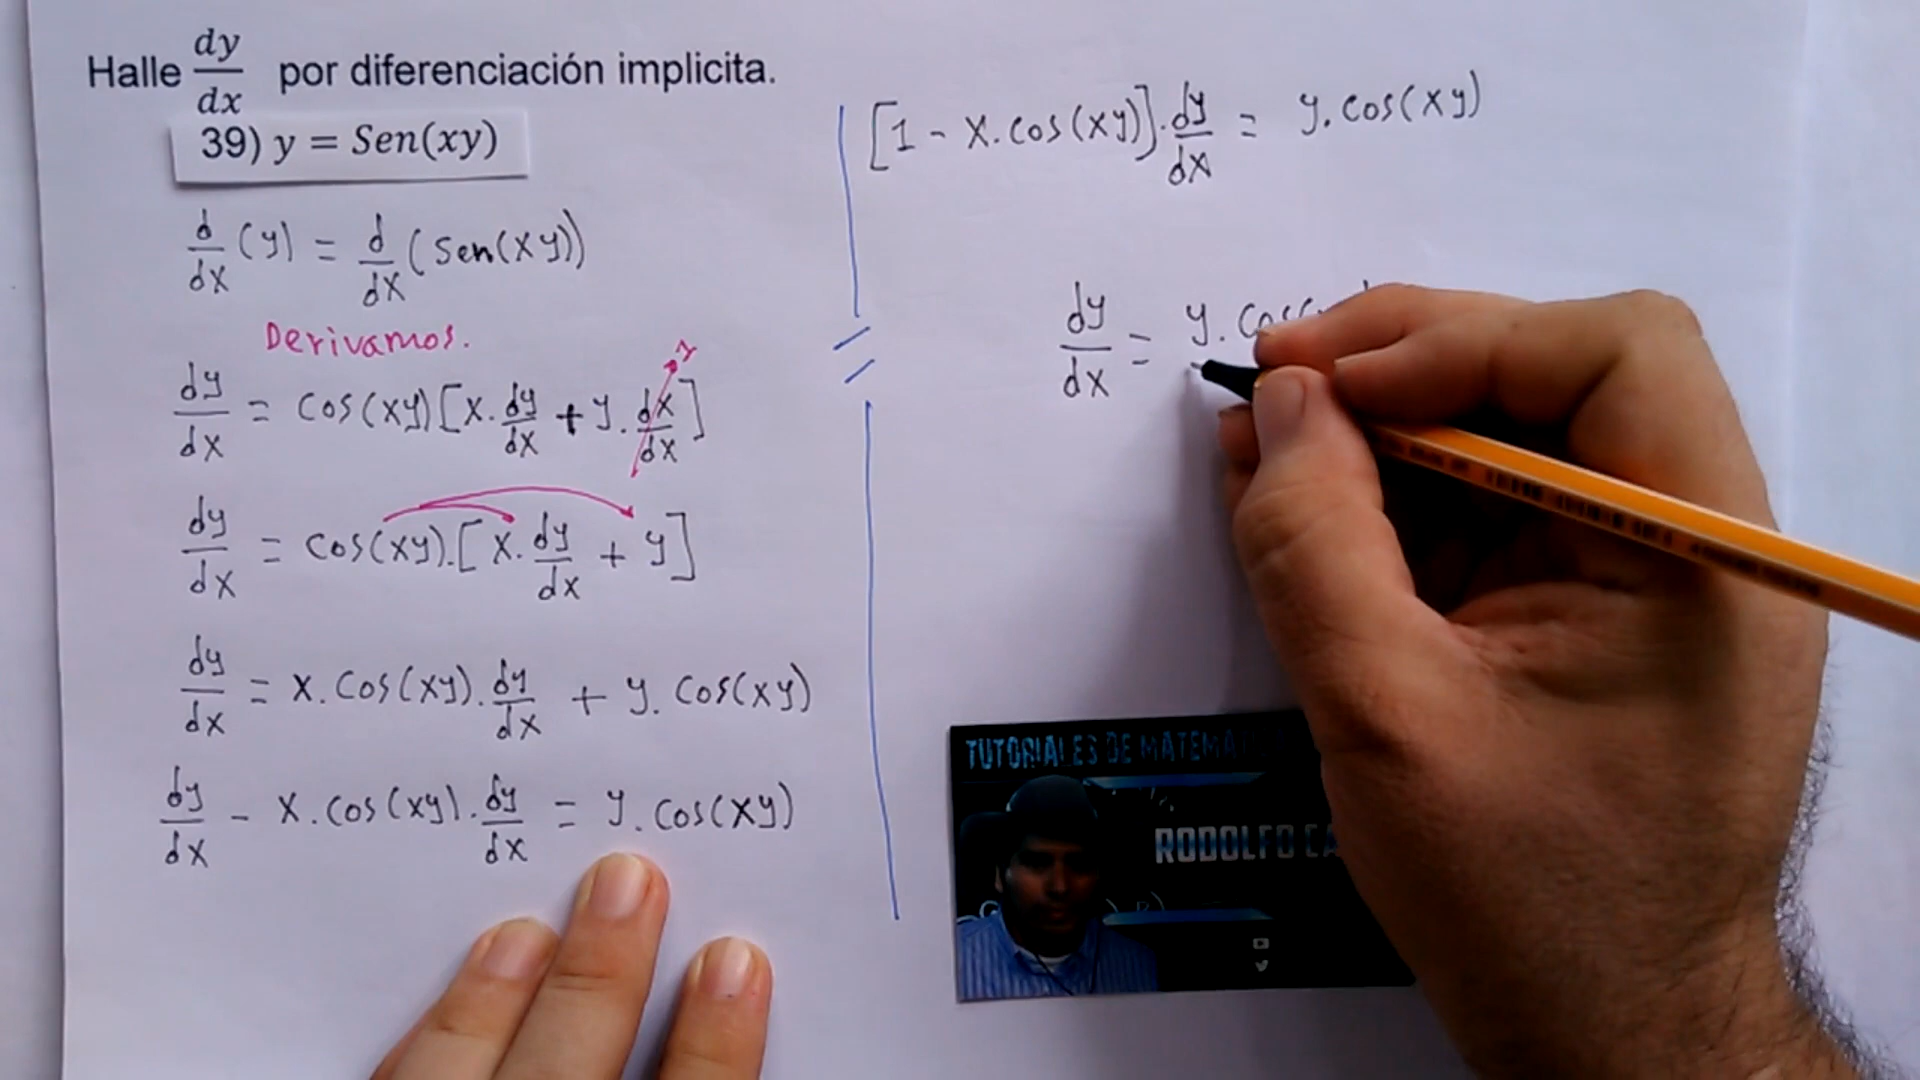 Halle dy/dx por diferenciación implicita.
39) y = Sen(xy)
d/dx (y) = d/dx (Sen(xy))
Derivamos.
dy/dx = cos(xy)[x. dy/dx + y. dx/dx] 1
dy/dx = cos(xy).[x. dy/dx + y]
dy/dx = x. cos(xy). dy/dx + y. cos(xy)
dy/dx - x. cos(xy). dy/dx = y. cos(xy)
[1 - x. cos(xy)]. dy/dx = y. cos(xy)
dy/dx = y. cos(
TUTORIALES DE
RODOLFO